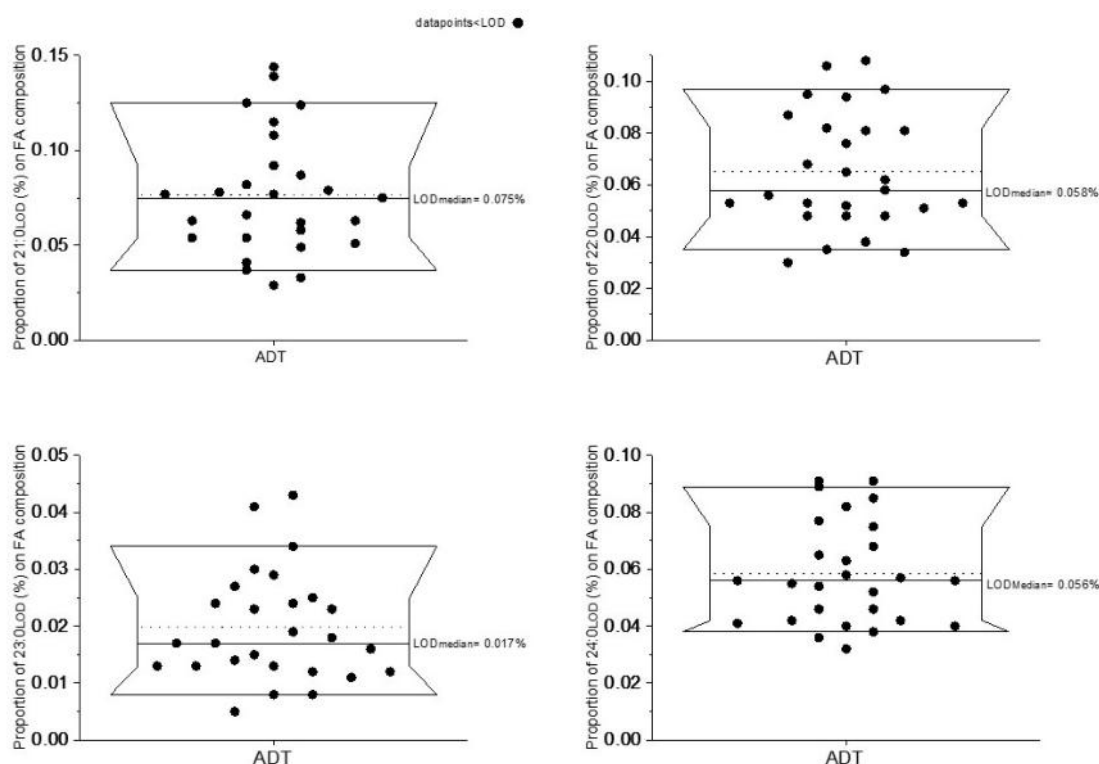 datapoints<LOD
Proportion of 21:0LOD (%) on FA composition
0.15
0.10
0.05
0.00
LODmedian= 0.075%
ADT
Proportion of 22:0LOD (%) on FA composition
0.10
0.08
0.06
0.04
0.02
0.00
LODmedian= 0.058%
ADT
Proportion of 23:0LOD (%) on FA composition
0.05
0.04
0.03
0.02
0.01
0.00
LODmedian= 0.017%
ADT
Proportion of 24:0LOD (%) on FA composition
0.10
0.08
0.06
0.04
0.02
0.00
LODMedian= 0.056%
ADT